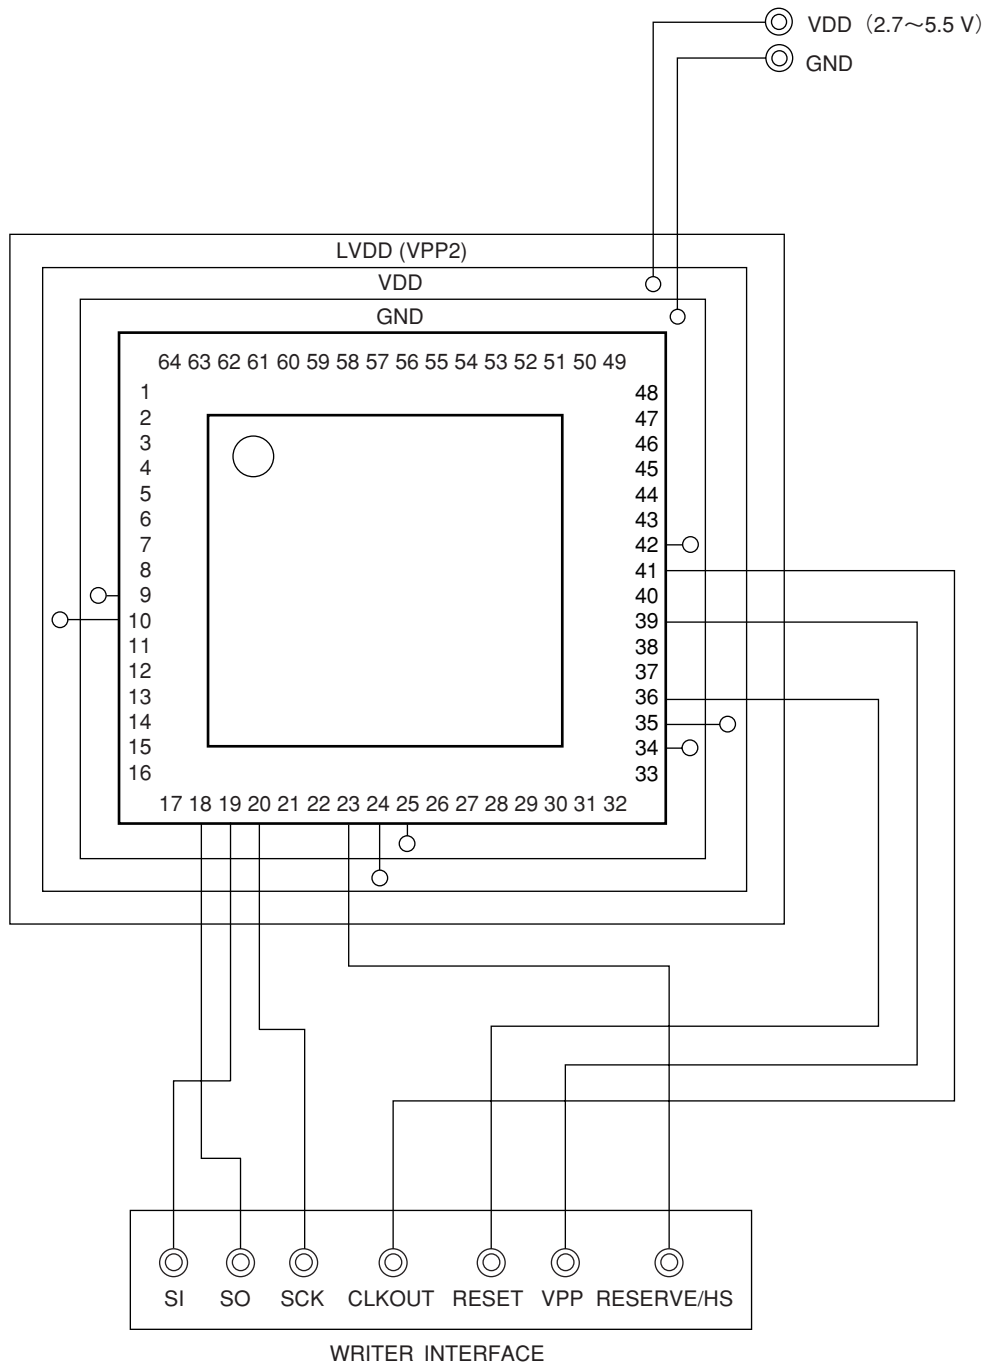 VDD（2.7～5.5 V）
GND
LVDD (VPP2)
VDD
GND
64 63 62 61 60 59 58 57 56 55 54 53 52 51 50 49
1 48
2 47
3 46
4 45
5 44
6 43
7 42
8 41
9 40
10 39
11 38
12 37
13 36
14 35
15 34
16 33
17 18 19 20 21 22 23 24 25 26 27 28 29 30 31 32
SI SO SCK CLKOUT RESET VPP RESERVE/HS
WRITER INTERFACE